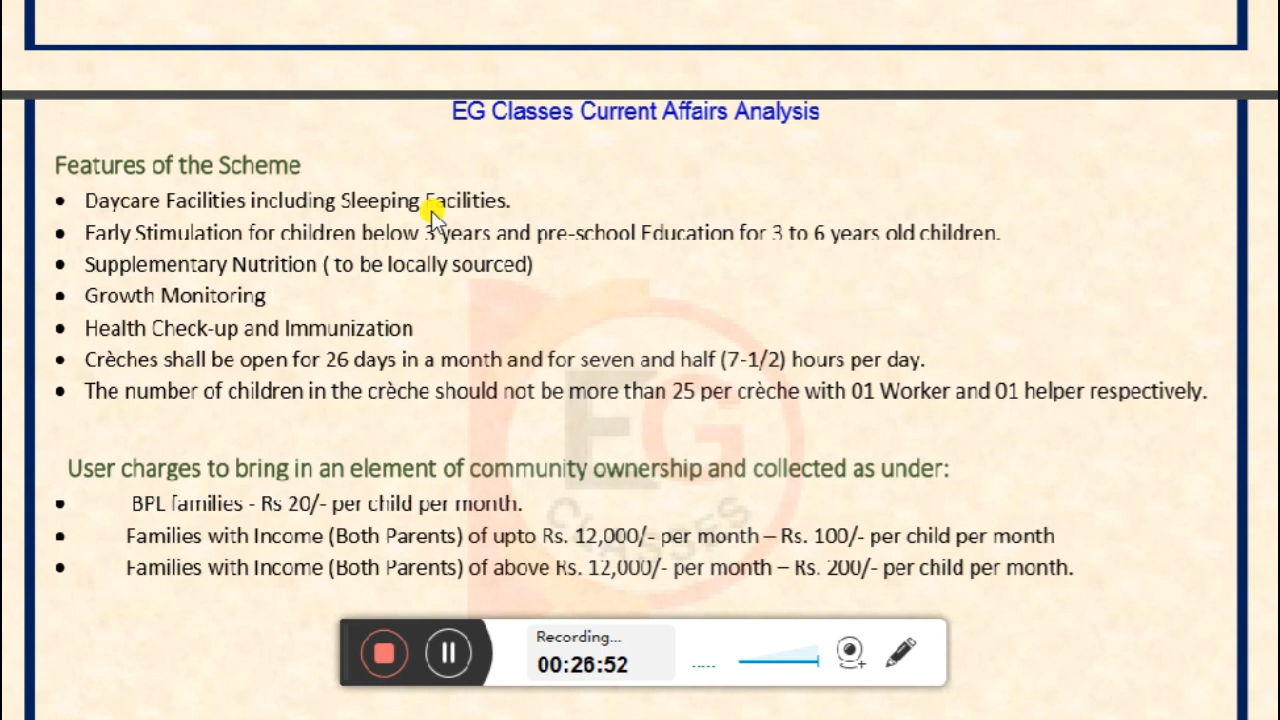 EG Classes Current Affairs Analysis
Features of the Scheme
• Daycare Facilities including Sleeping Facilities.
• Early Stimulation for children below 3 years and pre-school Education for 3 to 6 years old children.
• Supplementary Nutrition ( to be locally sourced)
• Growth Monitoring
• Health Check-up and Immunization
• Crèches shall be open for 26 days in a month and for seven and half (7-1/2) hours per day.
• The number of children in the crèche should not be more than 25 per crèche with 01 Worker and 01 helper respectively.
EG
CLASSES
User charges to bring in an element of community ownership and collected as under:
• BPL families - Rs 20/- per child per month.
• Families with Income (Both Parents) of upto Rs. 12,000/- per month – Rs. 100/- per child per month
• Families with Income (Both Parents) of above Rs. 12,000/- per month – Rs. 200/- per child per month.
Recording...
00:26:52